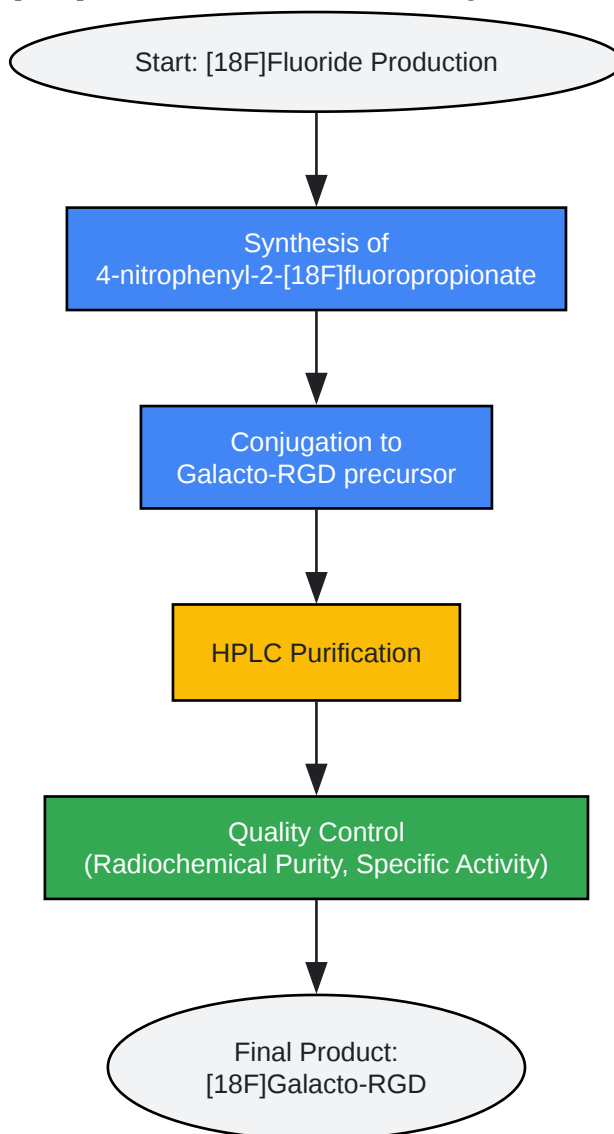 Start: [18F]Fluoride Production
Synthesis of
4-nitrophenyl-2-[18F]fluoropropionate
Conjugation to
Galacto-RGD precursor
HPLC Purification
Quality Control
(Radiochemical Purity, Specific Activity)
Final Product:
[18F]Galacto-RGD